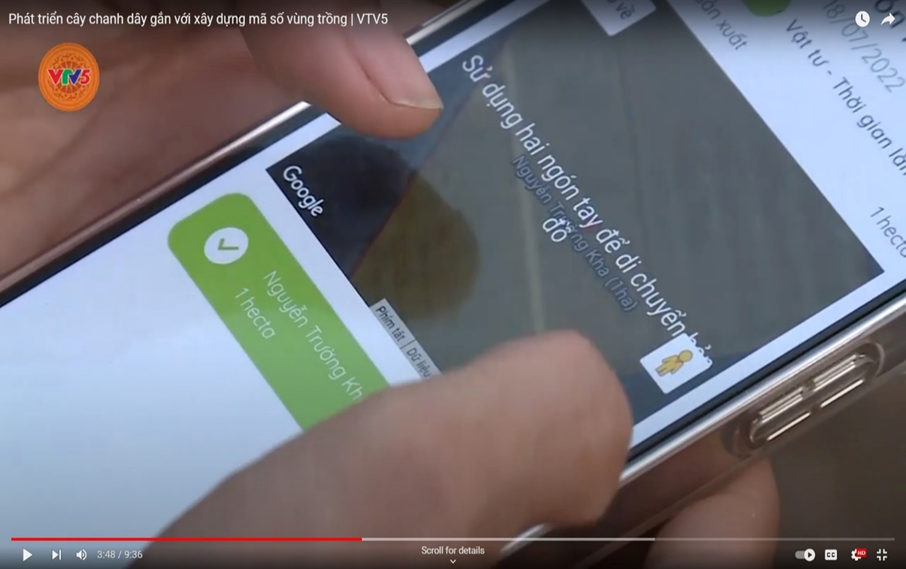 Phát triển cây chanh dây gắn với xây dựng mã số vùng trồng | VTV5
VTV5
về
xuất
18/07/2022
Vật tư - Thời gian
1 hecta
Sử dụng hai ngón tay để di chuyển bản
đồ
Nguyễn Trường Kha (1ha)
Google
Phím tắt
Dữ liệu
Nguyễn Trường Kh
1 hecta
3:48 / 9:36
Scroll for details
CC
HD